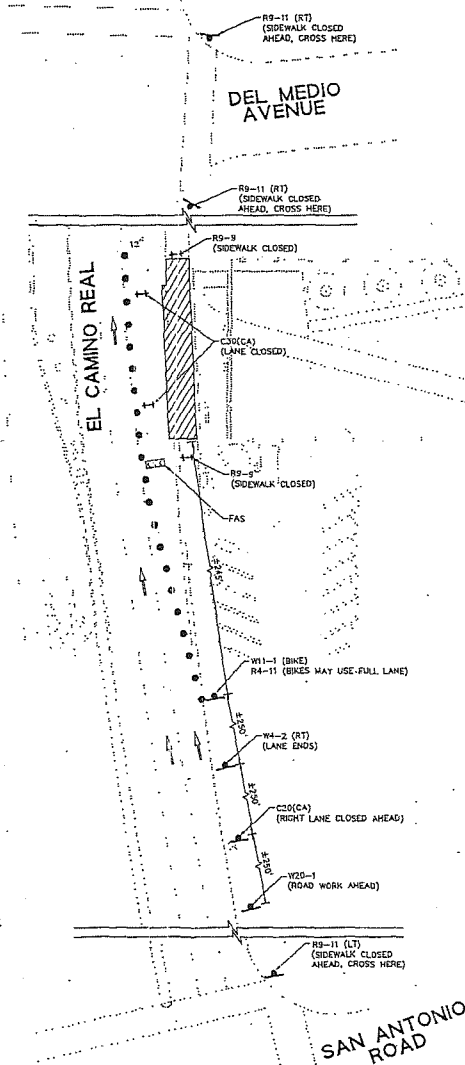 R9-11 (RT)
(SIDEWALK CLOSED
AHEAD, CROSS HERE)
DEL MEDIO
AVENUE
R9-11 (RT)
(SIDEWALK CLOSED
AHEAD, CROSS HERE)
12'
R9-9
(SIDEWALK CLOSED)
EL CAMINO REAL
C30(CA)
(LANE CLOSED)
R9-9
(SIDEWALK CLOSED)
FAS
±245'
W11-1 (BIKE)
R4-11 (BIKES MAY USE FULL LANE)
±250'
W4-2 (RT)
(LANE ENDS)
±250'
C20(CA)
(RIGHT LANE CLOSED AHEAD)
±250'
W20-1
(ROAD WORK AHEAD)
R9-11 (LT)
(SIDEWALK CLOSED
AHEAD, CROSS HERE)
SAN ANTONIO
ROAD